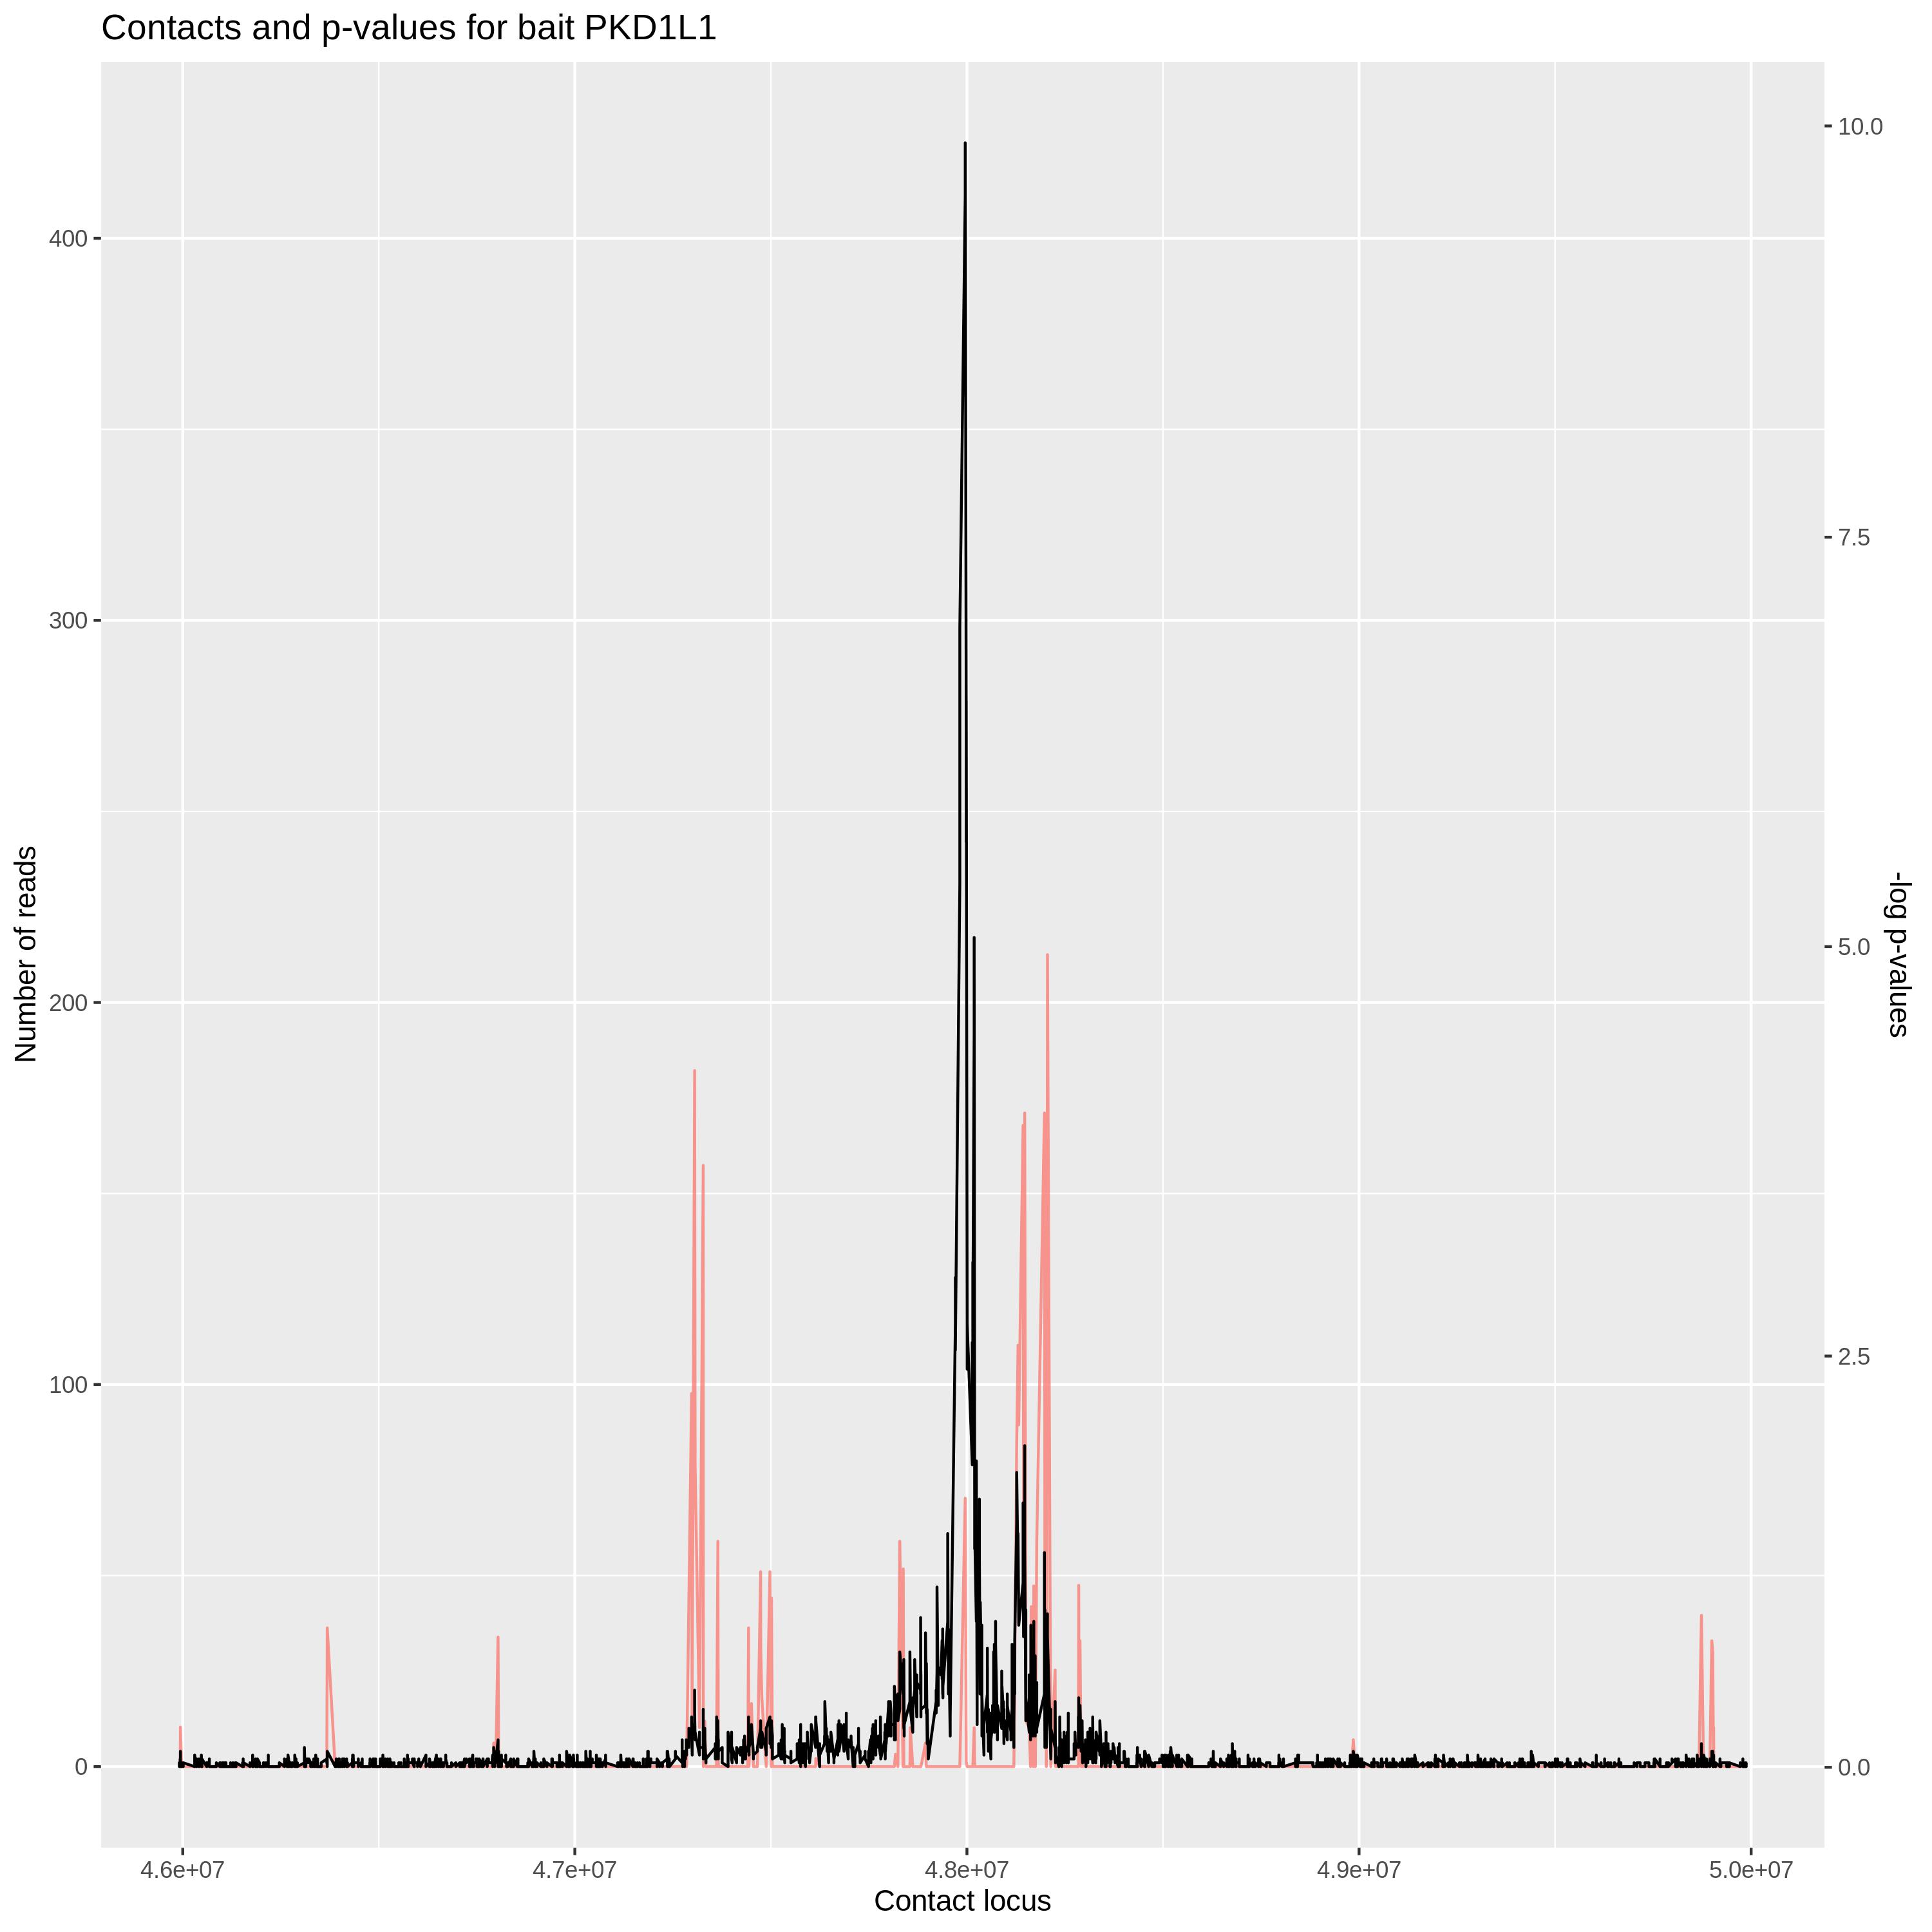 Contacts and p-values for bait PKD1L1
400
300
200
100
0
Number of reads
10.0
7.5
5.0
2.5
0.0
-log p-values
4.6e+07
4.7e+07
4.8e+07
4.9e+07
5.0e+07
Contact locus